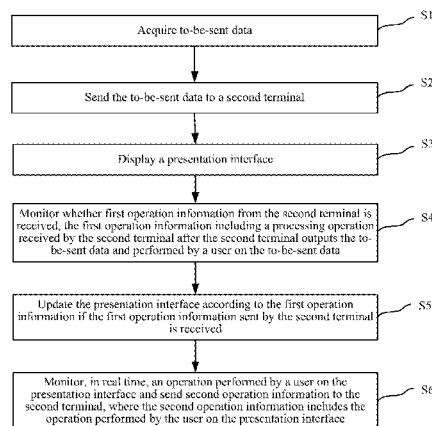 S1
Acquire to-be-sent data
S2
Send the to-be-sent data to a second terminal
S3
Display a presentation interface
S4
Monitor whether first operation information from the second terminal is
received, the first operation information including a processing operation
received by the second terminal after the second terminal outputs the to-
be-sent data and performed by a user on the to-be-sent data
S5
Update the presentation interface according to the first operation
information if the first operation information sent by the second terminal
is received
S6
Monitor, in real time, an operation performed by a user on the
presentation interface and send second operation information to the
second terminal, where the second operation information includes the
operation performed by the user on the presentation interface